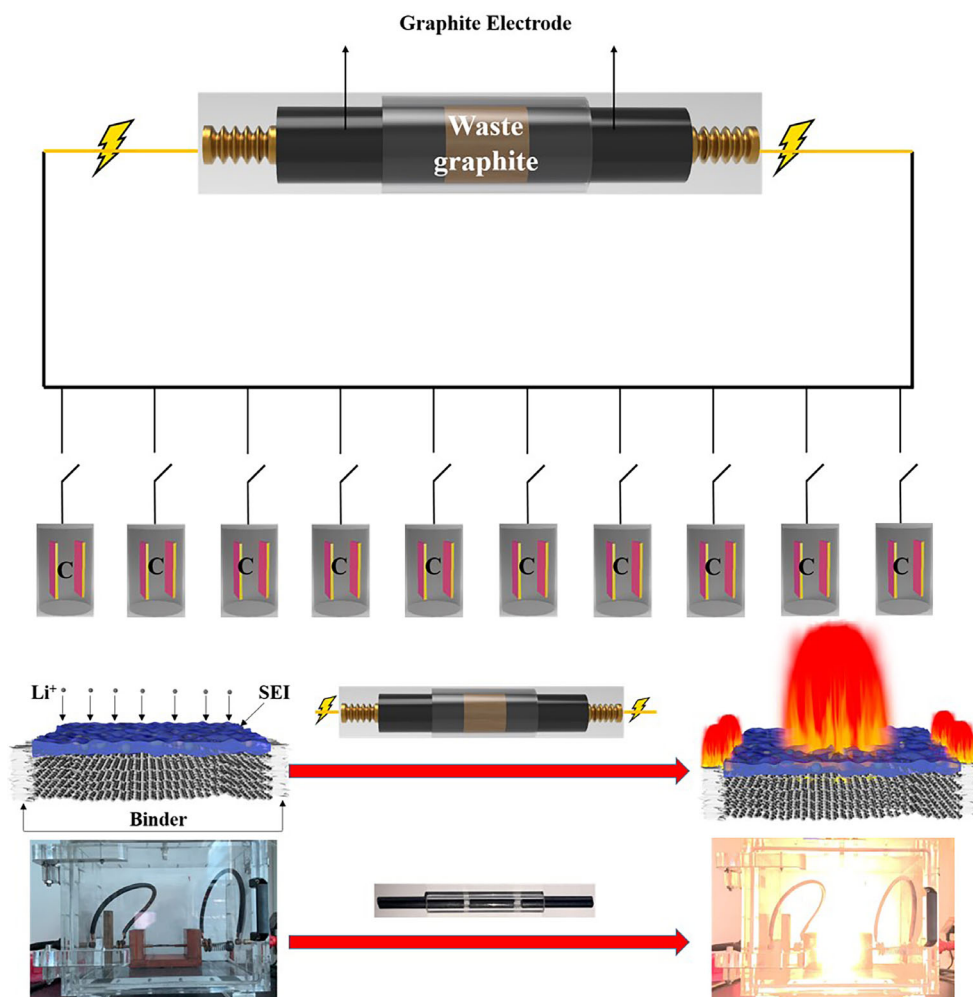 Graphite Electrode
Waste
graphite
C C C C C C C C C C
Li⁺
SEI
Binder